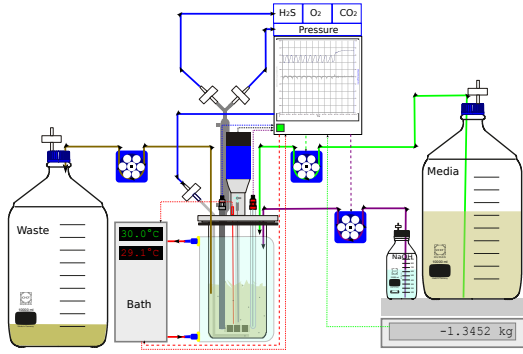 H₂S O₂ CO₂
Pressure
Media
Waste
30.0°C
29.1°C
NaOH
Bath
-1.3452 kg